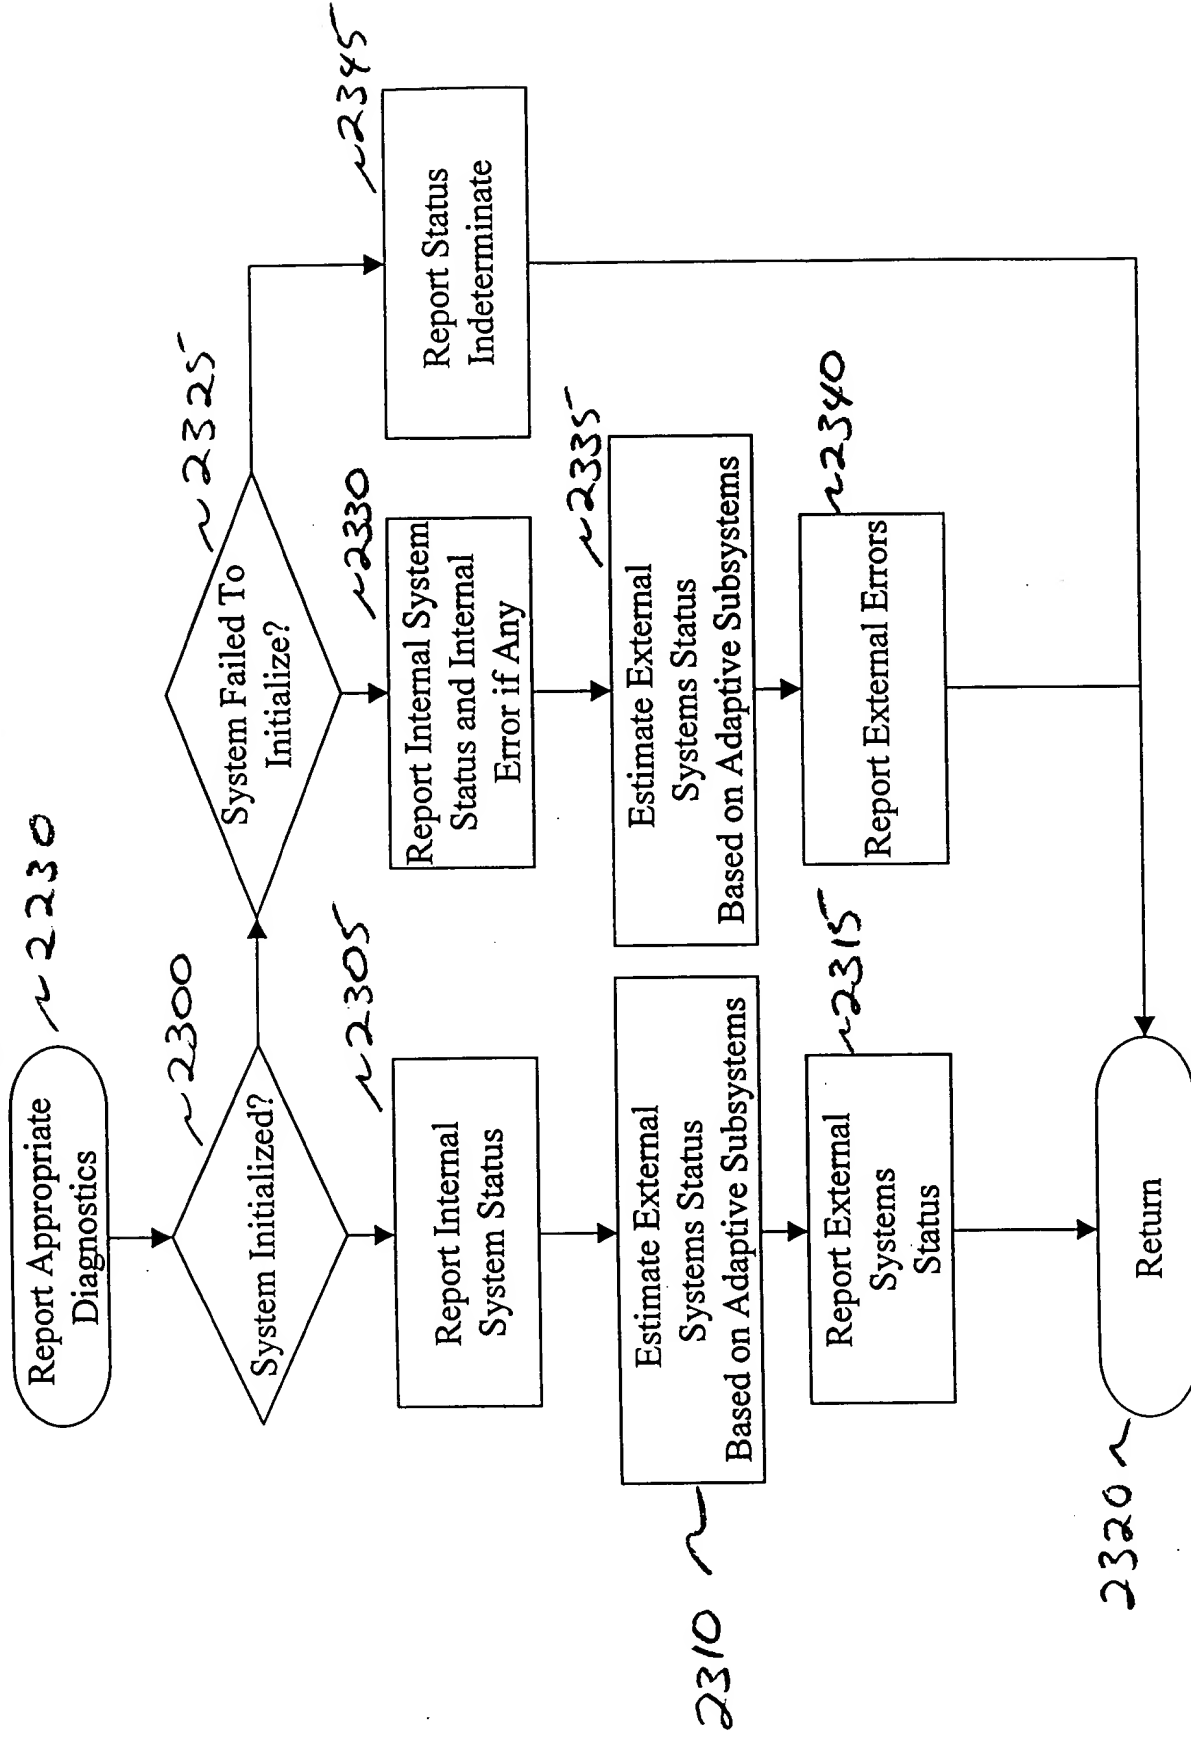 Report Appropriate
Diagnostics
~2230
System Initialized?
~2300
System Failed To
Initialize?
~2325
Report Internal
System Status
~2305
Report Internal System
Status and Internal
Error if Any
~2330
Report Status
Indeterminate
~2345
Estimate External
Systems Status
Based on Adaptive Subsystems
2310 ~
Estimate External
Systems Status
Based on Adaptive Subsystems
~2335
Report External
Systems
Status
~2315
Report External Errors
~2340
Return
2320 ~